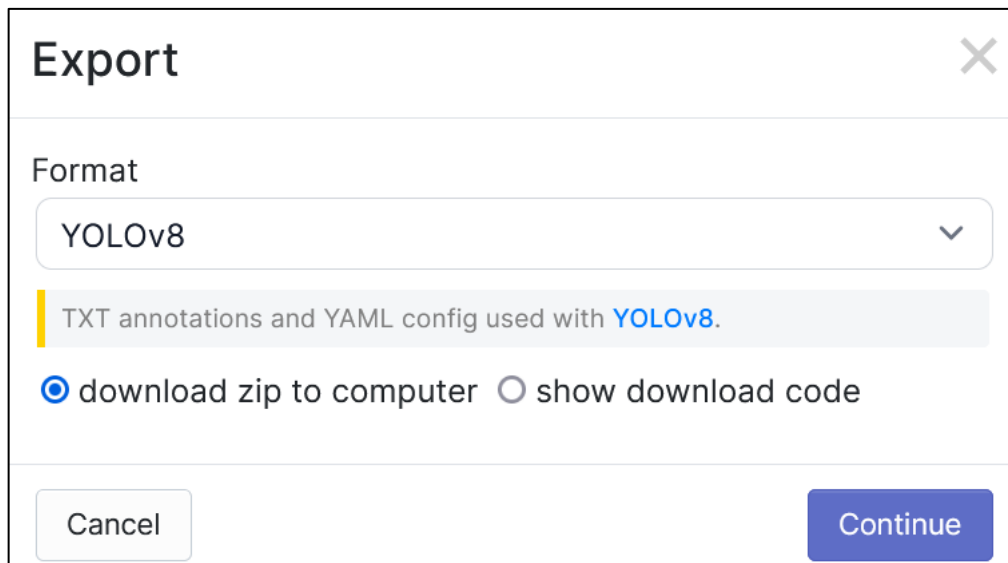 Export
Format
YOLOv8
TXT annotations and YAML config used with YOLOv8.
download zip to computer show download code
Cancel Continue